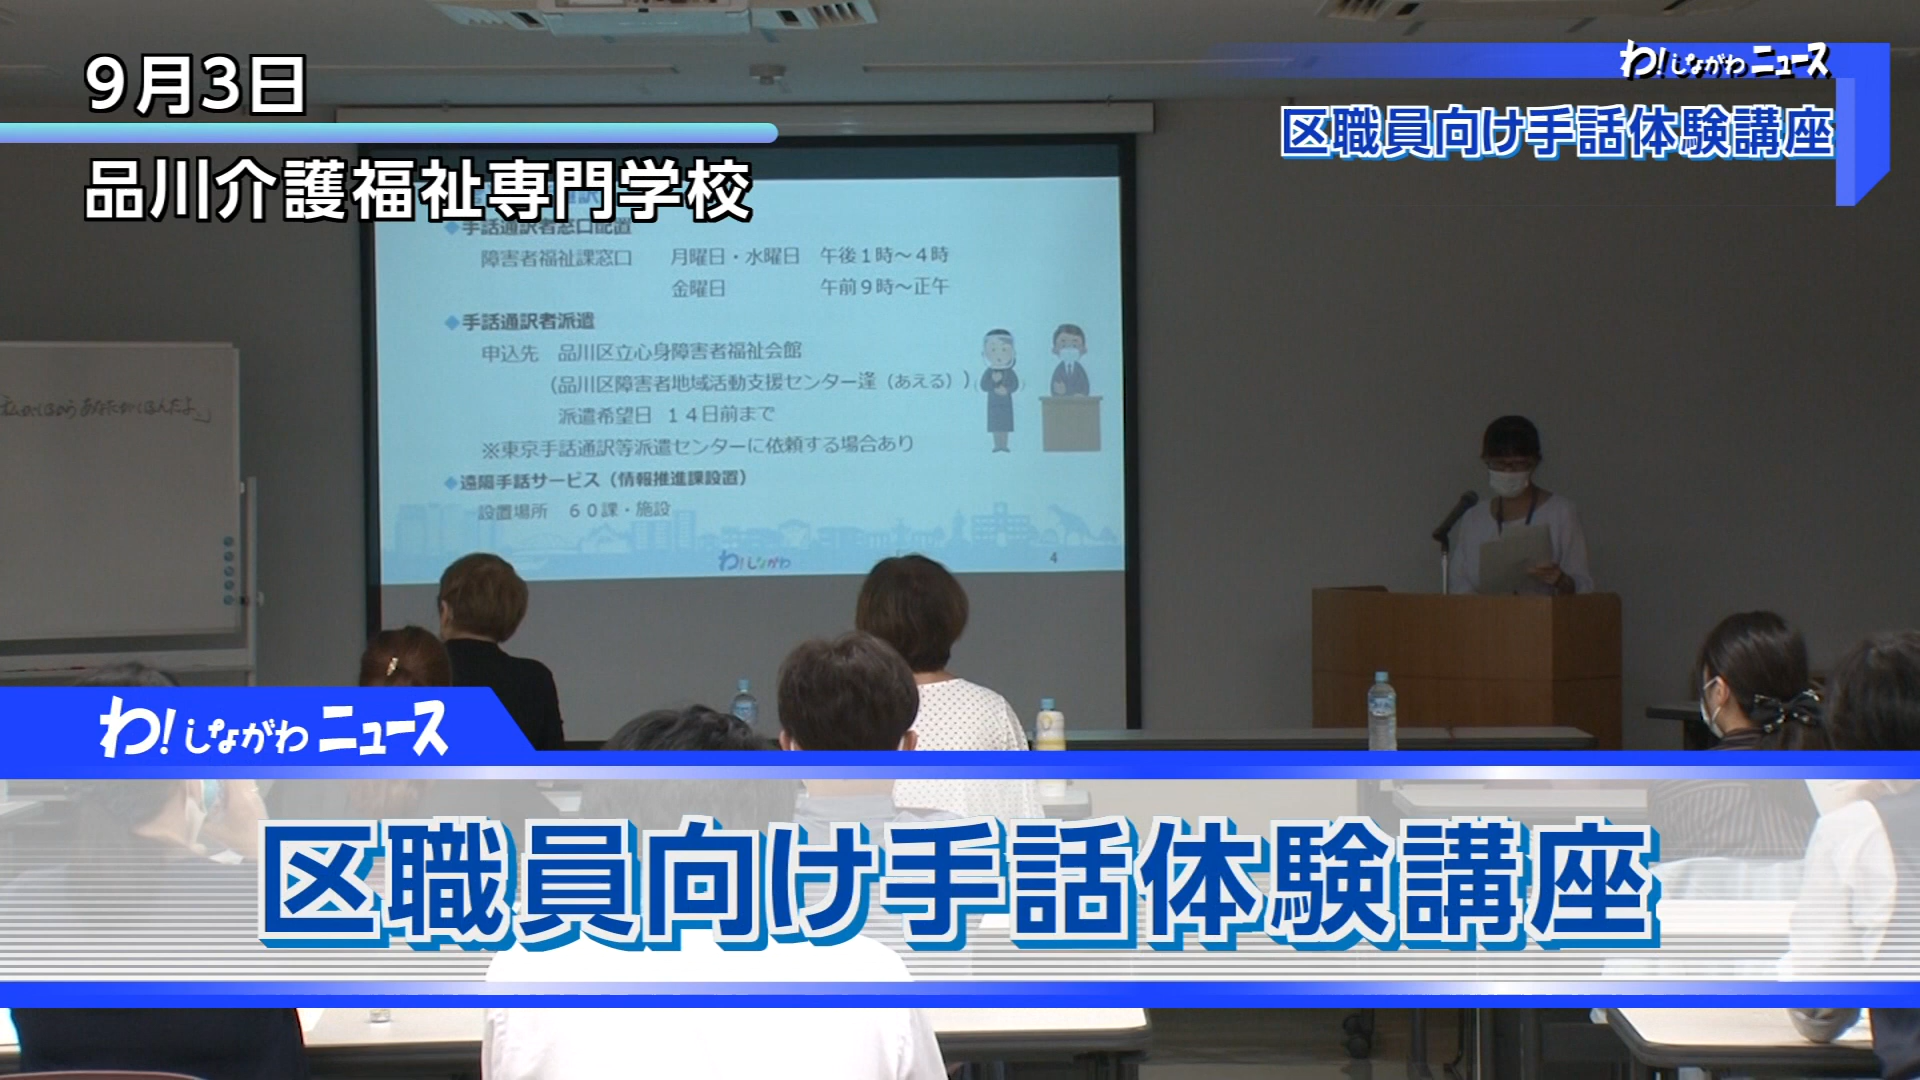 9月3日
品川介護福祉専門学校
わ!しながわニュース
区職員向け手話体験講座
◆手話通訳者窓口配置
障害者福祉課窓口 月曜日・水曜日 午後1時～4時
金曜日 午前9時～正午
◆手話通訳者派遣
申込先 品川区立心身障害者福祉会館
（品川区障害者地域活動支援センター逢（あえる））
派遣希望日 14日前まで
※東京手話通訳等派遣センターに依頼する場合あり
◆遠隔手話サービス（情報推進課設置）
設置場所 60課・施設
わ!しながわ
4
わ!しながわニュース
区職員向け手話体験講座